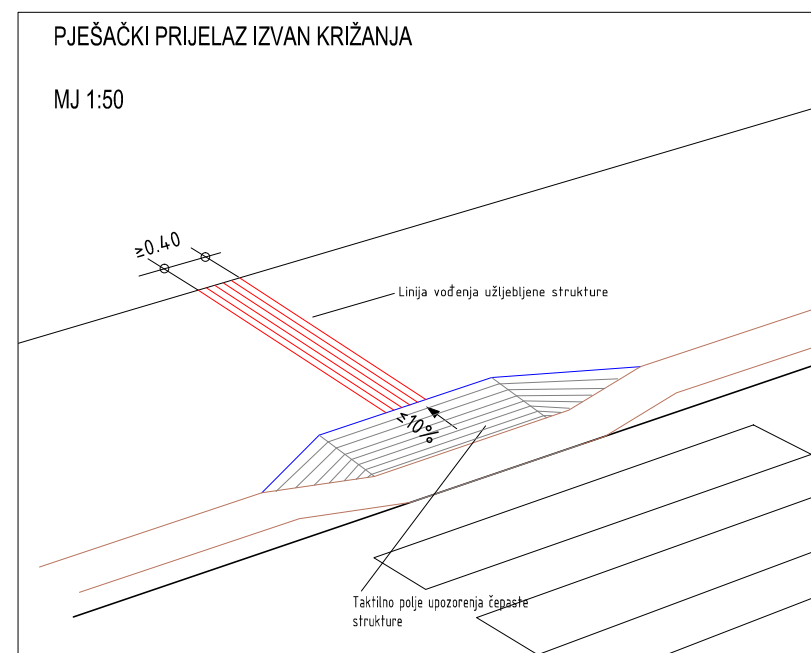 PJEŠAČKI PRIJELAZ IZVAN KRIŽANJA
MJ 1:50
≥0.40
Linija vođenja užljebljene strukture
≤10%
Taktilno polje upozorenja čepaste
strukture